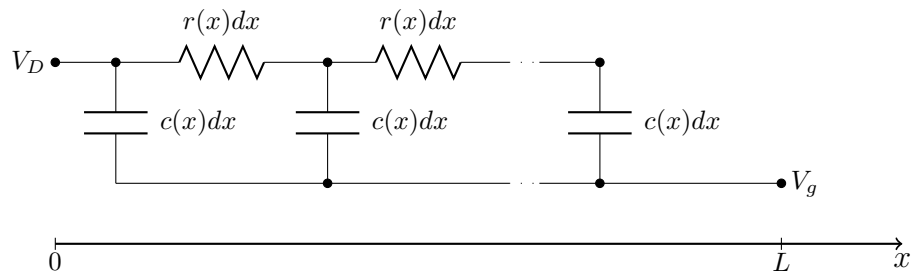 r(x)dx r(x)dx
V_D
c(x)dx c(x)dx c(x)dx
V_g
0 L x